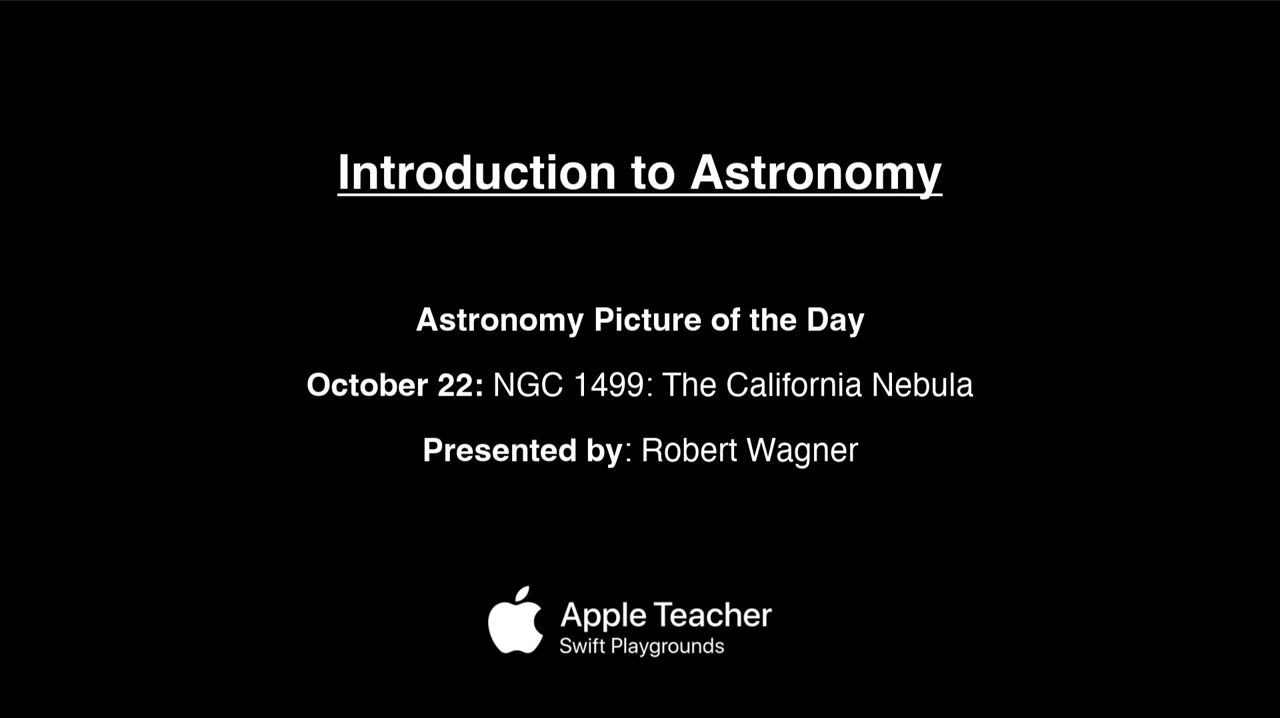 Introduction to Astronomy
Astronomy Picture of the Day
October 22: NGC 1499: The California Nebula
Presented by: Robert Wagner
Apple Teacher
Swift Playgrounds